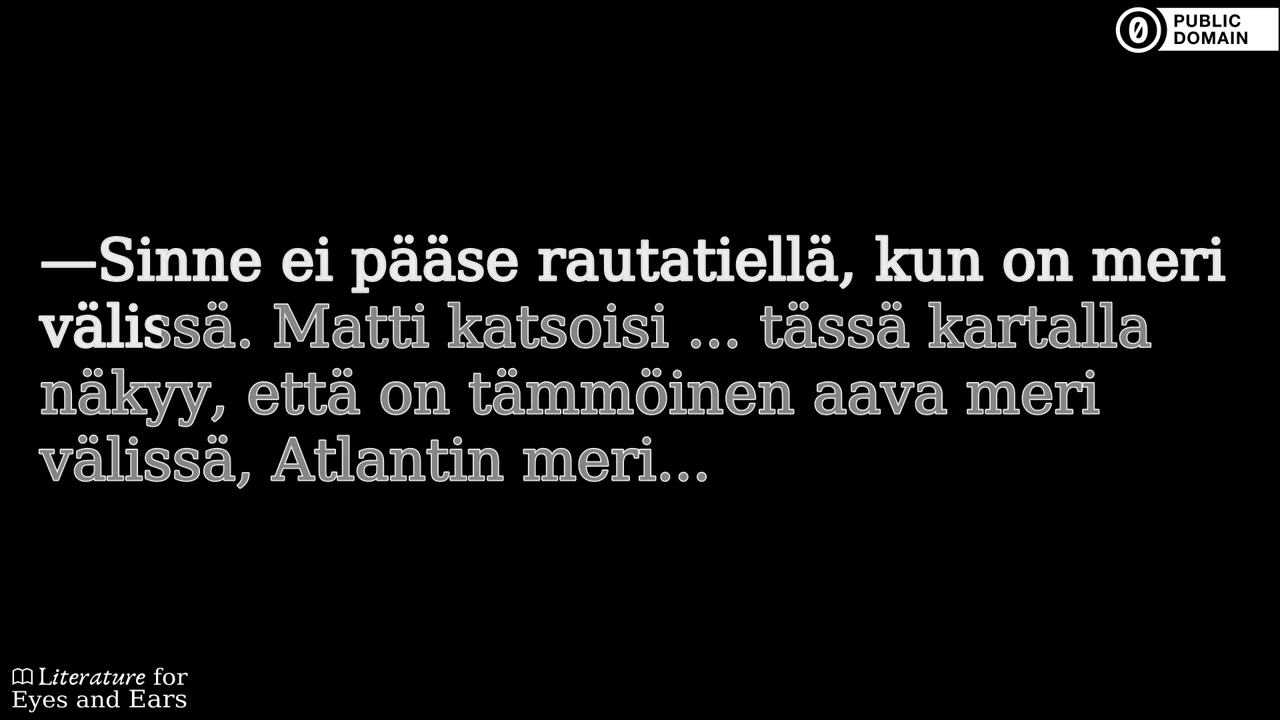 PUBLIC
DOMAIN
—Sinne ei pääse rautatiellä, kun on meri
välissä. Matti katsoisi ... tässä kartalla
näkyy, että on tämmöinen aava meri
välissä, Atlantin meri...
Literature for
Eyes and Ears